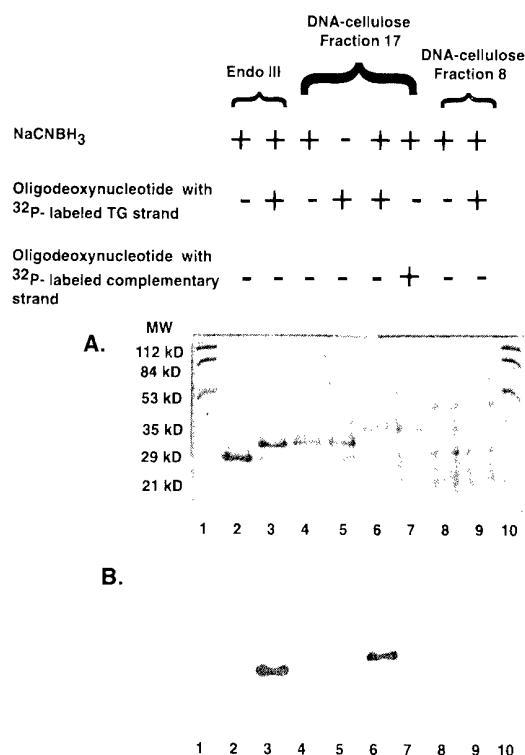 DNA-cellulose
Fraction 17
DNA-cellulose
Fraction 8
Endo III
NaCNBH3 + + + - + + + +
Oligodeoxynucleotide with
32P- labeled TG strand - + - + + - - +
Oligodeoxynucleotide with
32P- labeled complementary
strand - - - - - + - -
A.
MW
112 kD
84 kD
53 kD
35 kD
29 kD
21 kD
1 2 3 4 5 6 7 8 9 10
B.
1 2 3 4 5 6 7 8 9 10